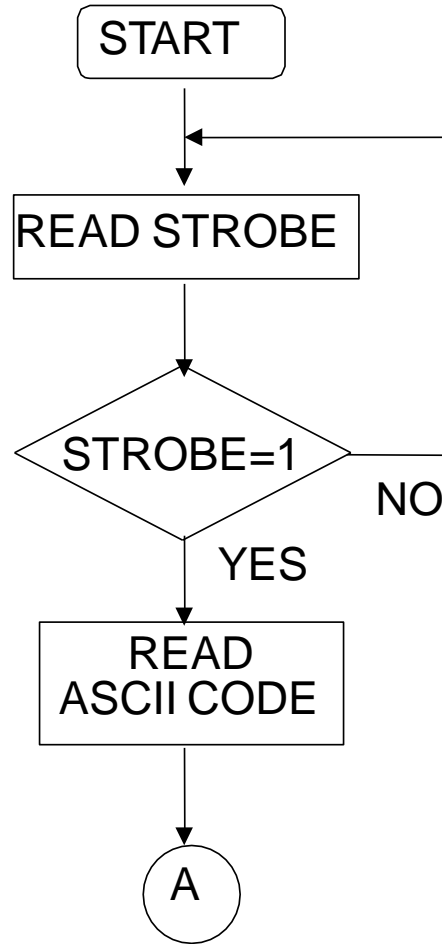 START
READ STROBE
STROBE=1
NO
YES
READ
ASCII CODE
A